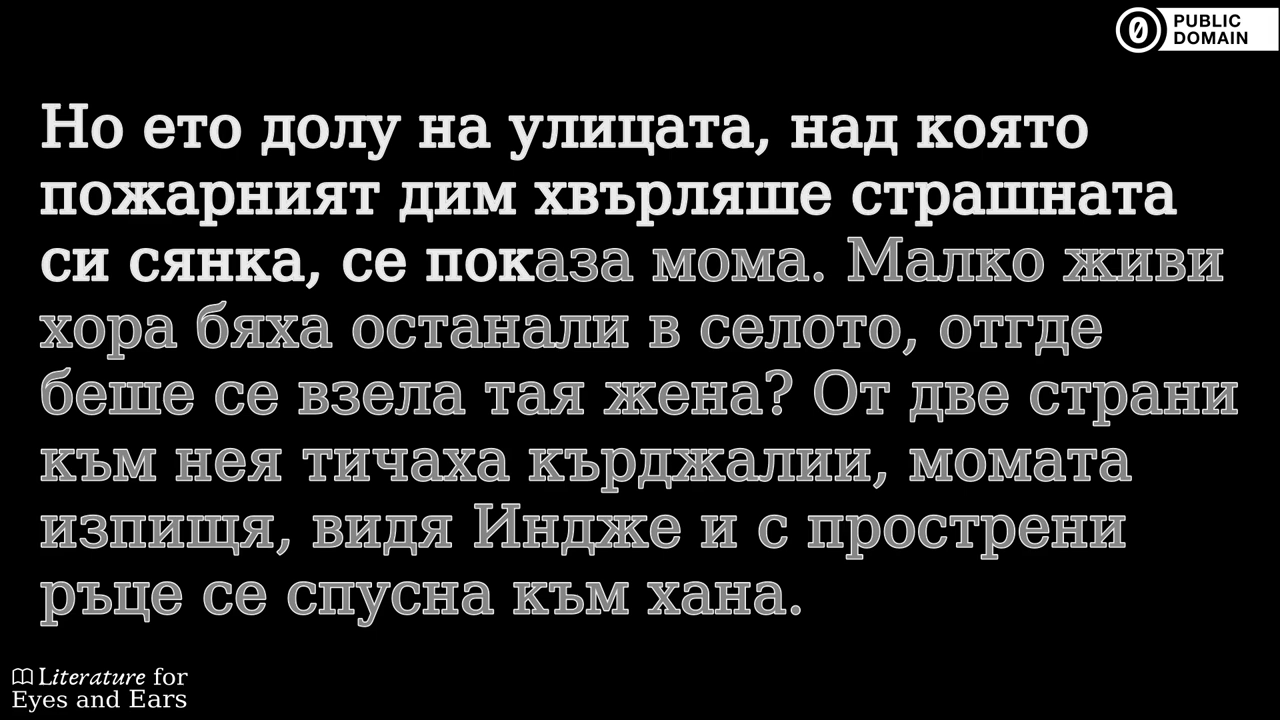 PUBLIC
DOMAIN
Но ето долу на улицата, над която
пожарният дим хвърляше страшната
си сянка, се показа мома. Малко живи
хора бяха останали в селото, отгде
беше се взела тая жена? От две страни
към нея тичаха кърджалии, момата
изпищя, видя Индже и с прострени
ръце се спусна към хана.
Literature for
Eyes and Ears